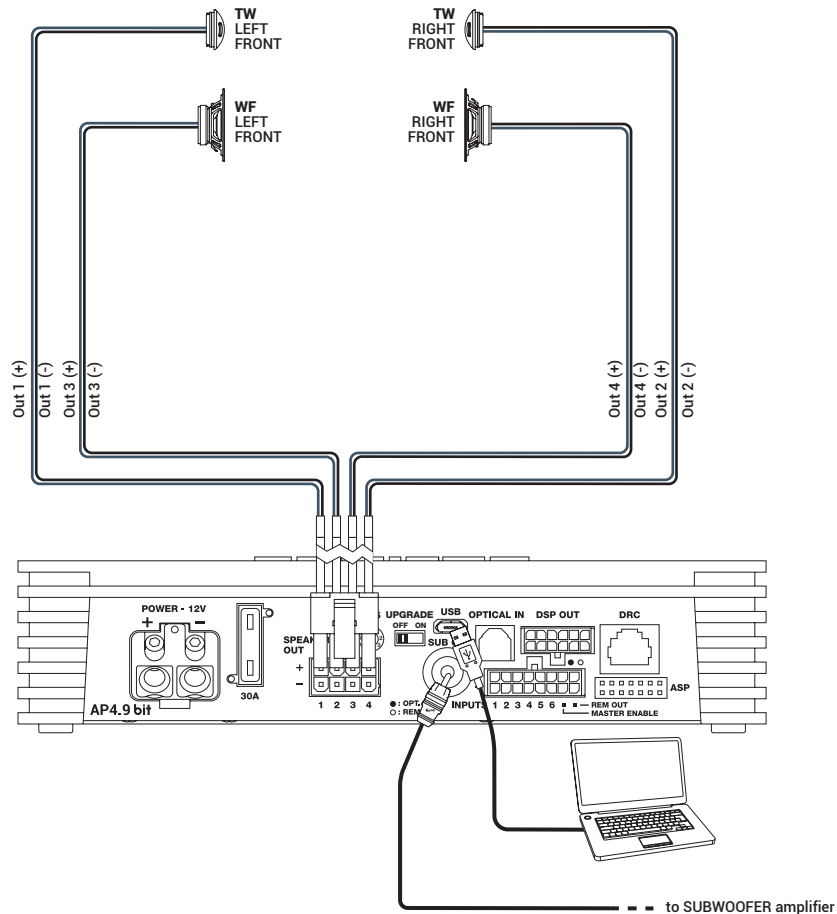 TW
LEFT
FRONT
TW
RIGHT
FRONT
WF
LEFT
FRONT
WF
RIGHT
FRONT
Out 1 (+)
Out 1 (-)
Out 3 (+)
Out 3 (-)
Out 4 (+)
Out 4 (-)
Out 2 (+)
Out 2 (-)
POWER - 12V
+ -
30A
AP4.9 bit
OUT
+
-
1 2 3 4
UPGRADE
OFF ON
USB
SUB
OPTICAL IN
DSP OUT
DRC
ASP
● : OPT.
○ : REM
INPUTS 1 2 3 4 5 6
REM OUT
MASTER ENABLE
to SUBWOOFER amplifier